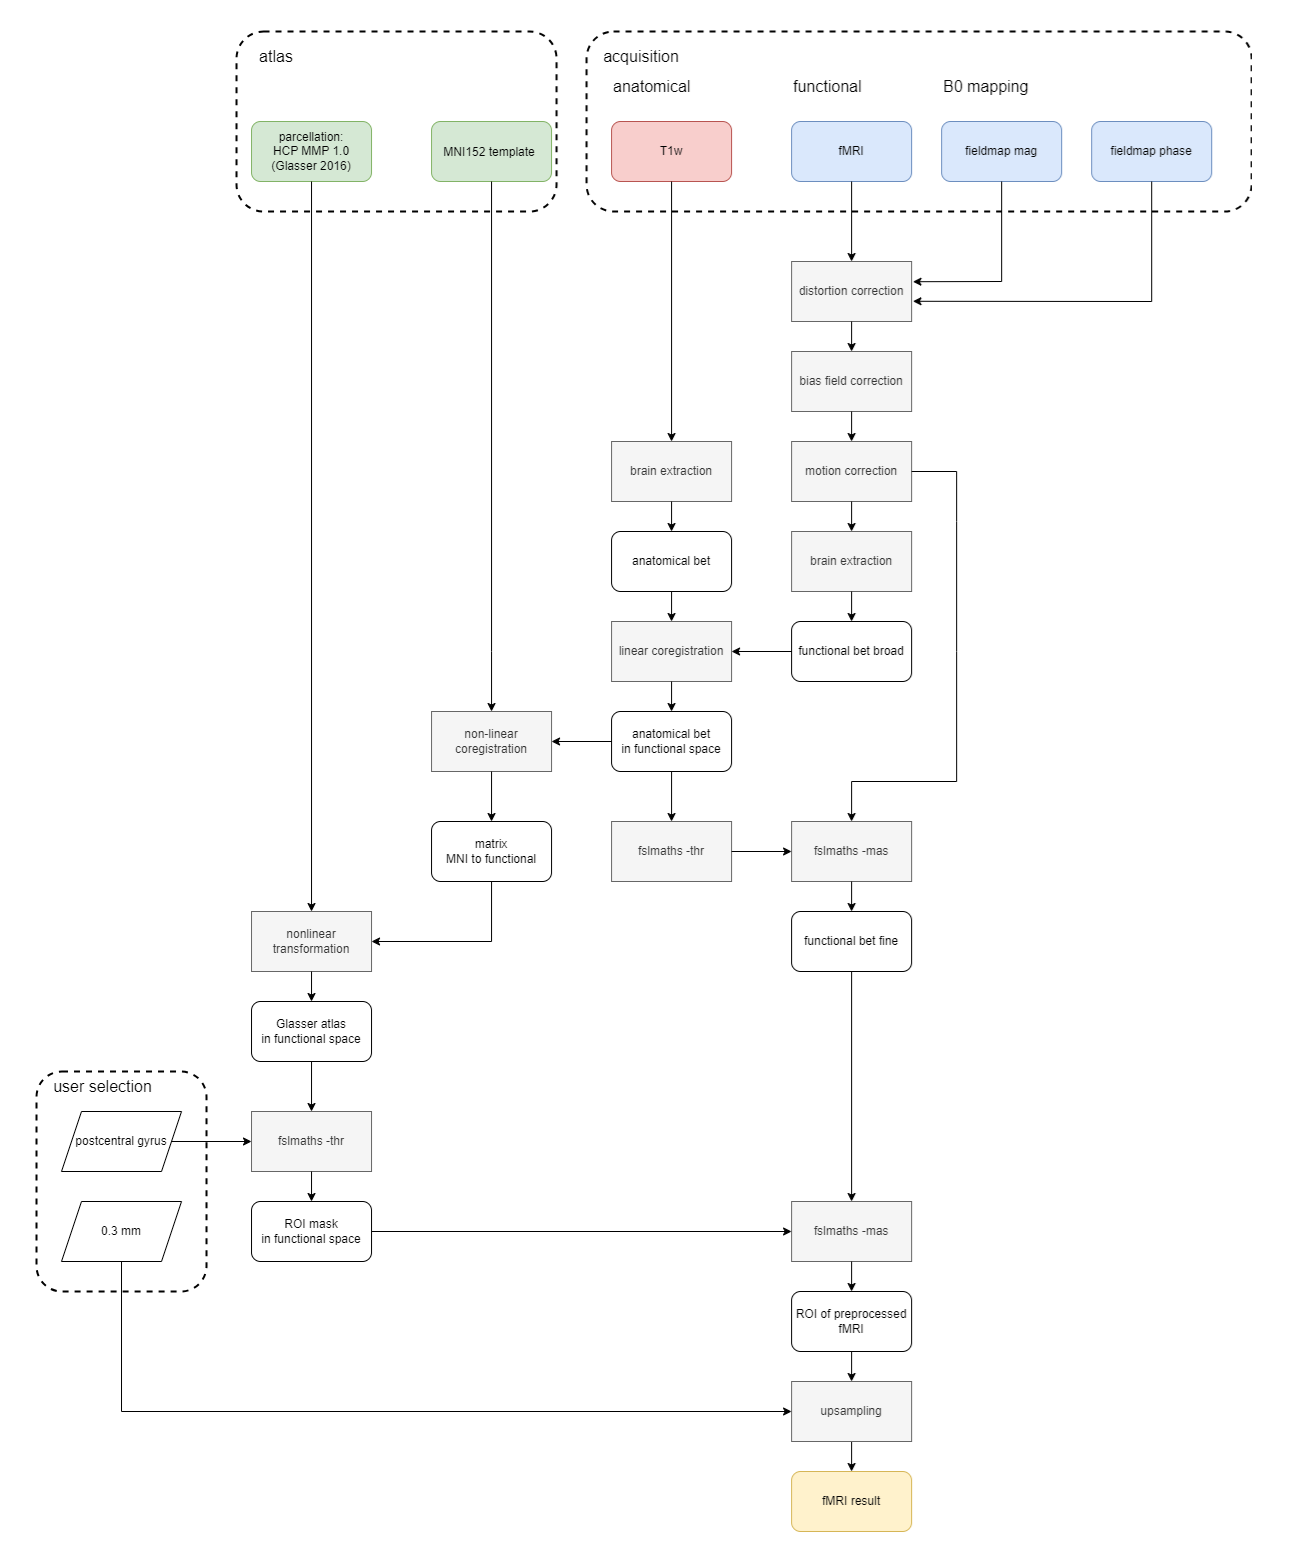 atlas
acquisition
anatomical
functional
B0 mapping
parcellation:
HCP MMP 1.0
(Glasser 2016)
MNI152 template
T1w
fMRI
fieldmap mag
fieldmap phase
distortion correction
bias field correction
brain extraction
motion correction
anatomical bet
brain extraction
linear coregistration
functional bet broad
non-linear
coregistration
anatomical bet
in functional space
matrix
MNI to functional
fslmaths -thr
fslmaths -mas
nonlinear
transformation
functional bet fine
Glasser atlas
in functional space
user selection
postcentral gyrus
fslmaths -thr
0.3 mm
ROI mask
in functional space
fslmaths -mas
ROI of preprocessed
fMRI
upsampling
fMRI result